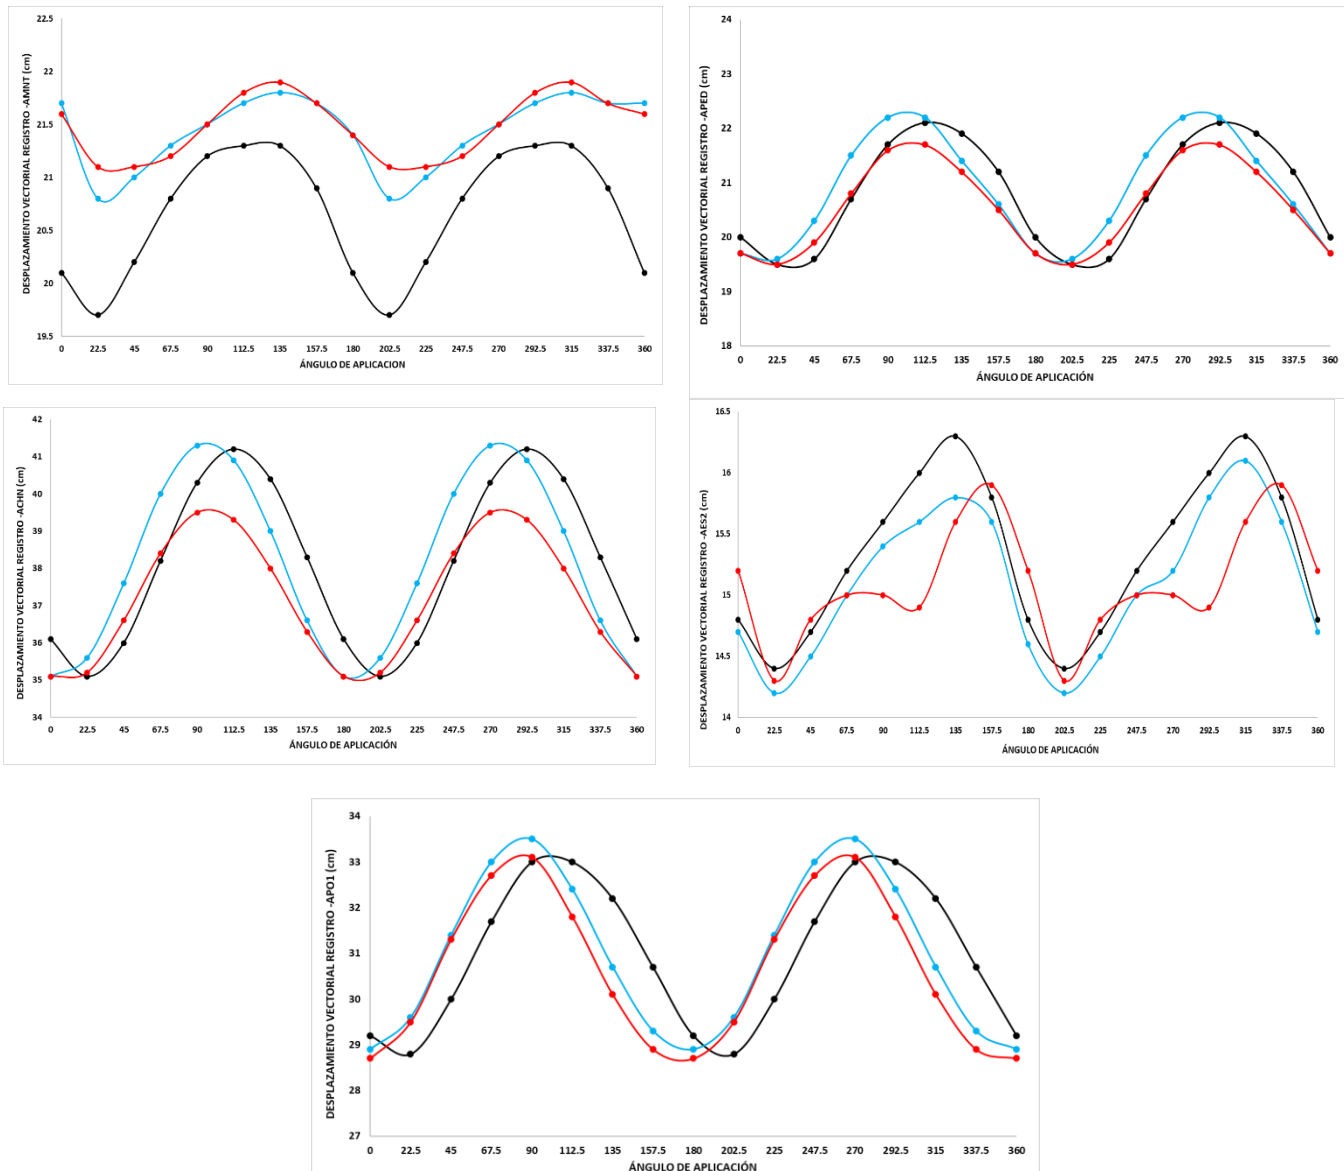 DESPLAZAMIENTO VECTORIAL REGISTRO -AMNT (cm)
22.5
22
21.5
21
20.5
20
19.5
0 22.5 45 67.5 90 112.5 135 157.5 180 202.5 225 247.5 270 292.5 315 337.5 360
ÁNGULO DE APLICACION
DESPLAZAMIENTO VECTORIAL REGISTRO -APED (cm)
24
23
22
21
20
19
18
0 22.5 45 67.5 90 112.5 135 157.5 180 202.5 225 247.5 270 292.5 315 337.5 360
ÁNGULO DE APLICACIÓN
DESPLAZAMIENTO VECTORIAL REGISTRO -ACHN (cm)
42
41
40
39
38
37
36
35
34
0 22.5 45 67.5 90 112.5 135 157.5 180 202.5 225 247.5 270 292.5 315 337.5 360
ÁNGULO DE APLICACIÓN
DESPLAZAMIENTO VECTORIAL REGISTRO -AES2 (cm)
16.5
16
15.5
15
14.5
14
0 22.5 45 67.5 90 112.5 135 157.5 180 202.5 225 247.5 270 292.5 315 337.5 360
ÁNGULO DE APLICACIÓN
DESPLAZAMIENTO VECTORIAL REGISTRO -APO1 (cm)
34
33
32
31
30
29
28
27
0 22.5 45 67.5 90 112.5 135 157.5 180 202.5 225 247.5 270 292.5 315 337.5 360
ÁNGULO DE APLICACIÓN